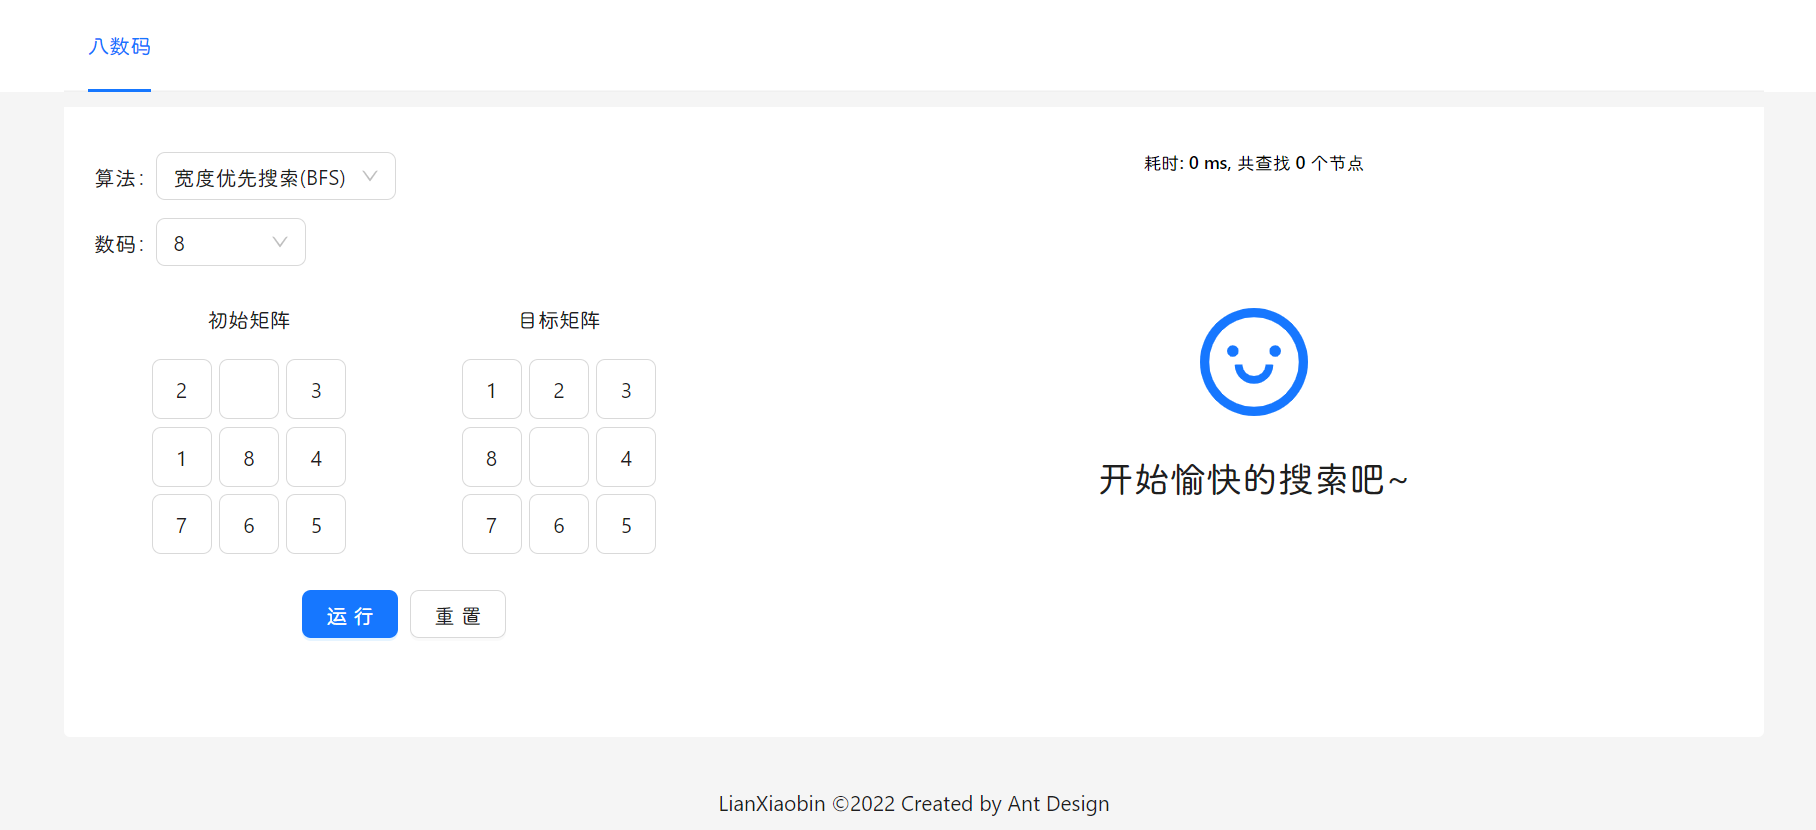 八数码
算法: 宽度优先搜索(BFS)
数码: 8
初始矩阵
2 3
1 8 4
7 6 5
目标矩阵
1 2 3
8 4
7 6 5
运 行 重 置
耗时: 0 ms, 共查找 0 个节点
开始愉快的搜索吧~
LianXiaobin ©2022 Created by Ant Design